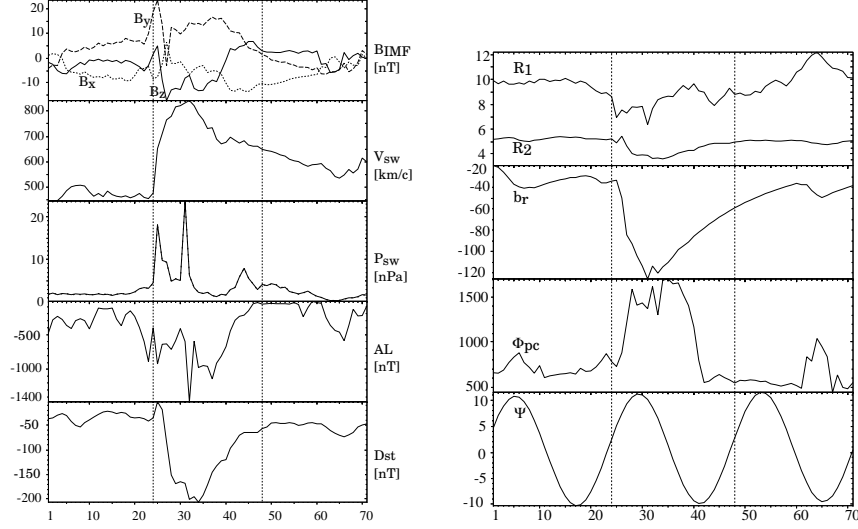 20
10
0
-10
By
Bx
Bz
BIMF
[nT]
800
700
600
500
Vsw
[km/c]
20
10
0
Psw
[nPa]
-500
-1000
-1400
AL
[nT]
-50
-100
-150
-200
Dst
[nT]
1 10 20 30 40 50 60 70
12
10
8
6
4
R1
R2
-20
-40
-60
-80
-100
-120
br
1500
1000
500
Φpc
10
5
0
-5
-10
Ψ
1 10 20 30 40 50 60 70